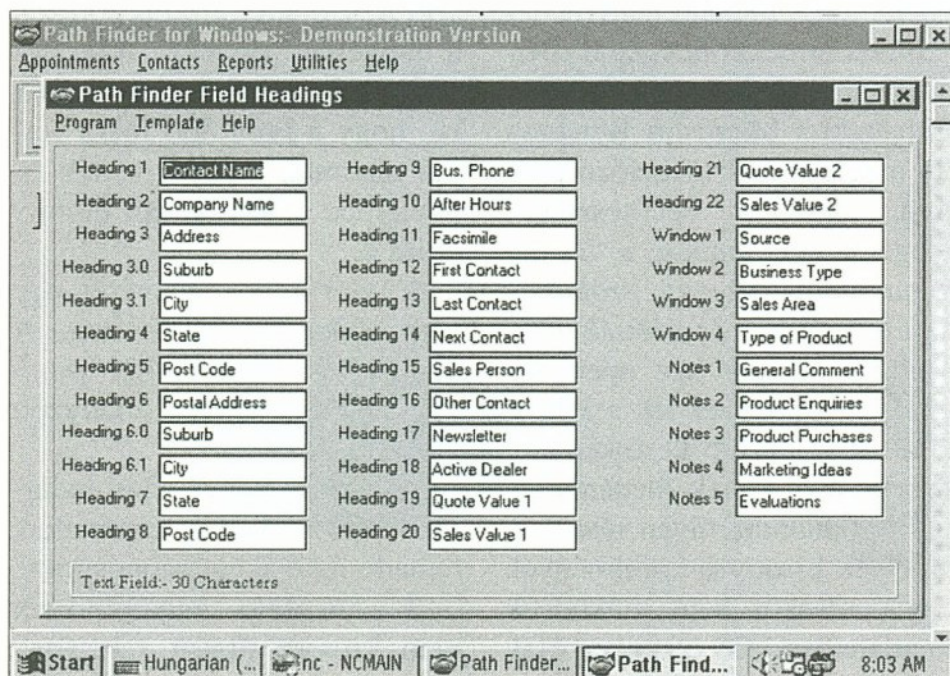 Path Finder for Windows:- Demonstration Version
Appointments Contacts Reports Utilities Help
Path Finder Field Headings
Program Template Help
Heading 1 Contact Name
Heading 2 Company Name
Heading 3 Address
Heading 3.0 Suburb
Heading 3.1 City
Heading 4 State
Heading 5 Post Code
Heading 6 Postal Address
Heading 6.0 Suburb
Heading 6.1 City
Heading 7 State
Heading 8 Post Code
Heading 9 Bus. Phone
Heading 10 After Hours
Heading 11 Facsimile
Heading 12 First Contact
Heading 13 Last Contact
Heading 14 Next Contact
Heading 15 Sales Person
Heading 16 Other Contact
Heading 17 Newsletter
Heading 18 Active Dealer
Heading 19 Quote Value 1
Heading 20 Sales Value 1
Heading 21 Quote Value 2
Heading 22 Sales Value 2
Window 1 Source
Window 2 Business Type
Window 3 Sales Area
Window 4 Type of Product
Notes 1 General Comment
Notes 2 Product Enquiries
Notes 3 Product Purchases
Notes 4 Marketing Ideas
Notes 5 Evaluations
Text Field:- 30 Characters
Start Hungarian (... nc - NCMAIN Path Finder... Path Find... 8:03 AM